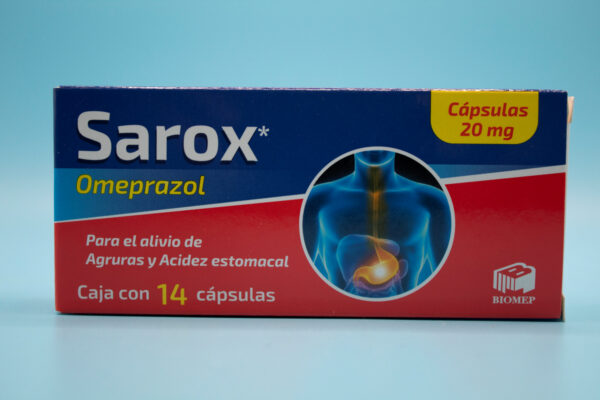 Sarox*
Omeprazol
Cápsulas
20 mg
Para el alivio de
Agruras y Acidez estomacal
Caja con 14 cápsulas
BIOMEP